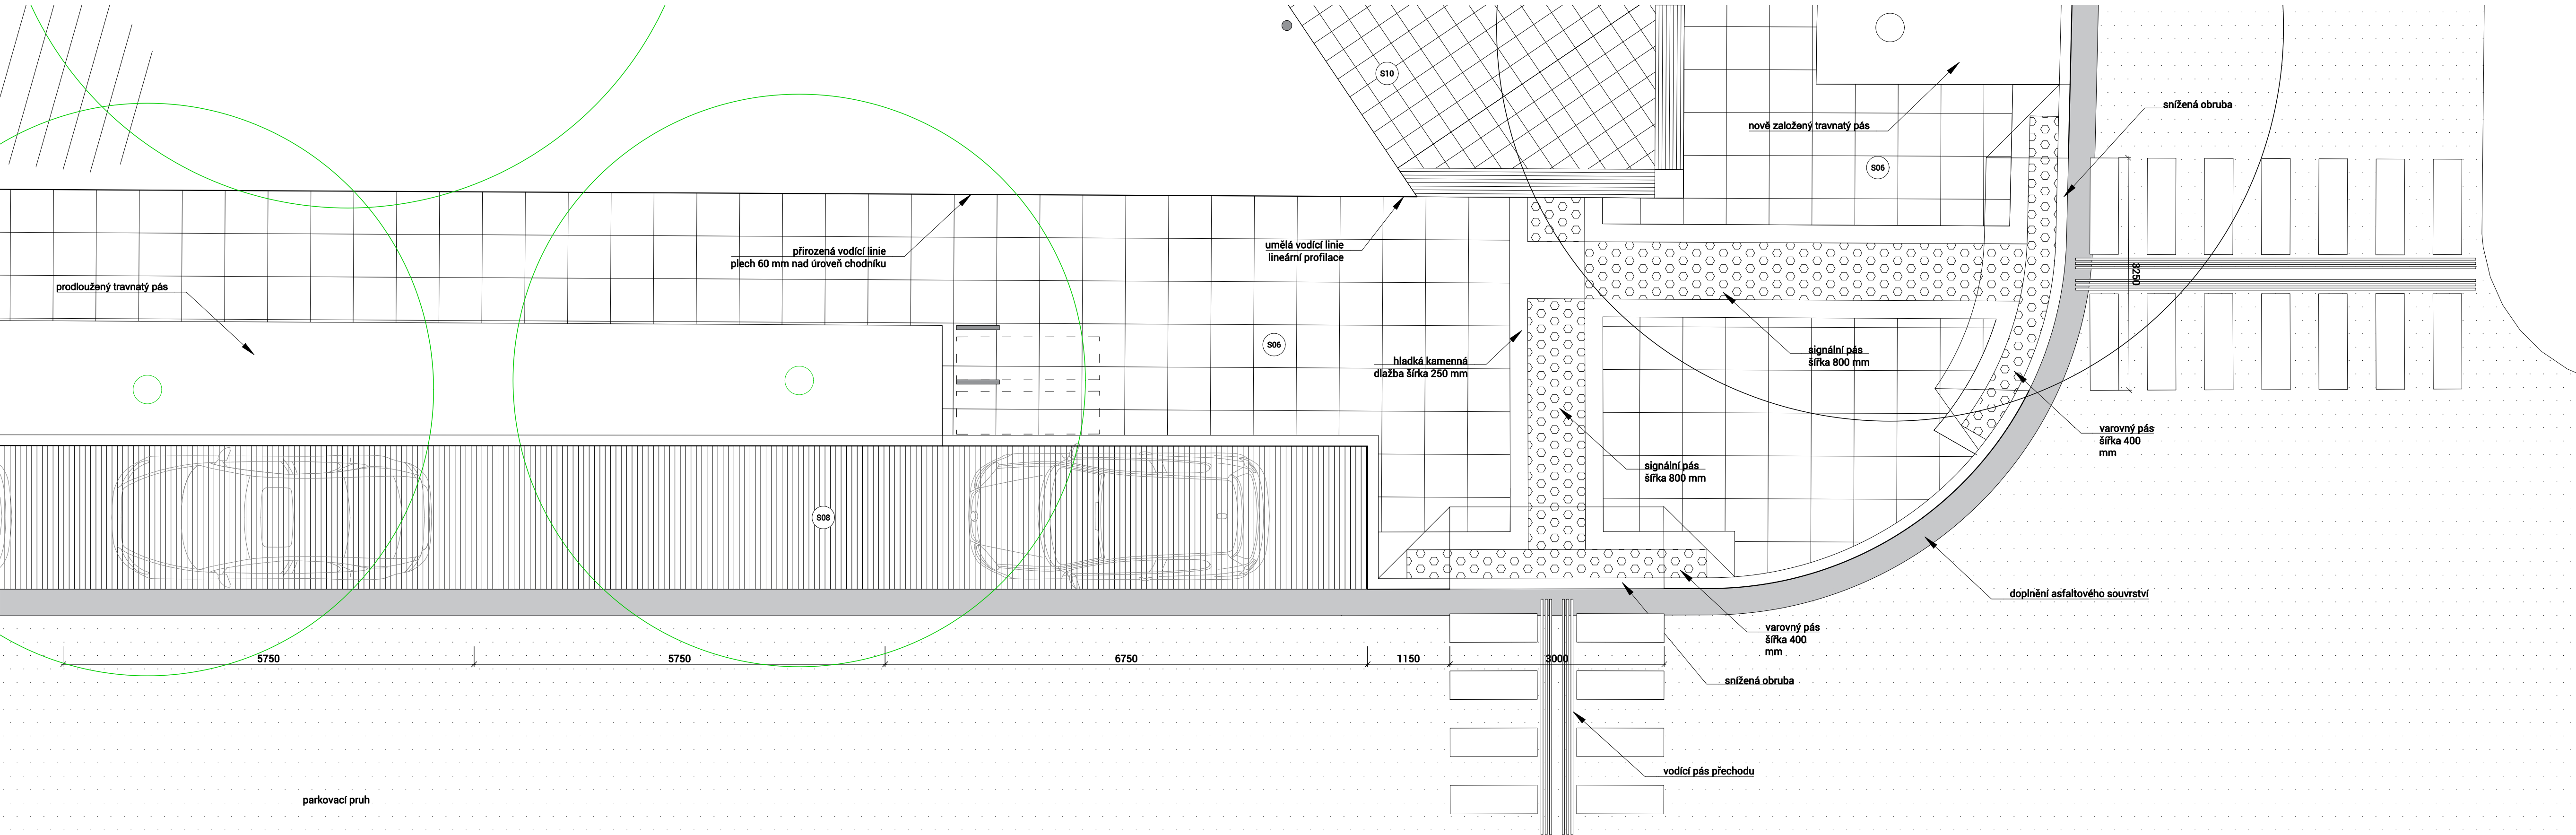 S10
snížená obruba
nově založený travnatý pás
S06
přirozená vodící linie
plech 60 mm nad úroveň chodníku
umělá vodící linie
lineární profilace
3250
prodloužený travnatý pás
S06
hladká kamenná
dlažba šírka 250 mm
signální pás
šířka 800 mm
varovný pás
šířka 400
mm
signální pás
šířka 800 mm
S08
doplnění asfaltového souvrství
varovný pás
šířka 400
mm
5750
5750
6750
1150
3000
snížená obruba
vodící pás přechodu
parkovací pruh